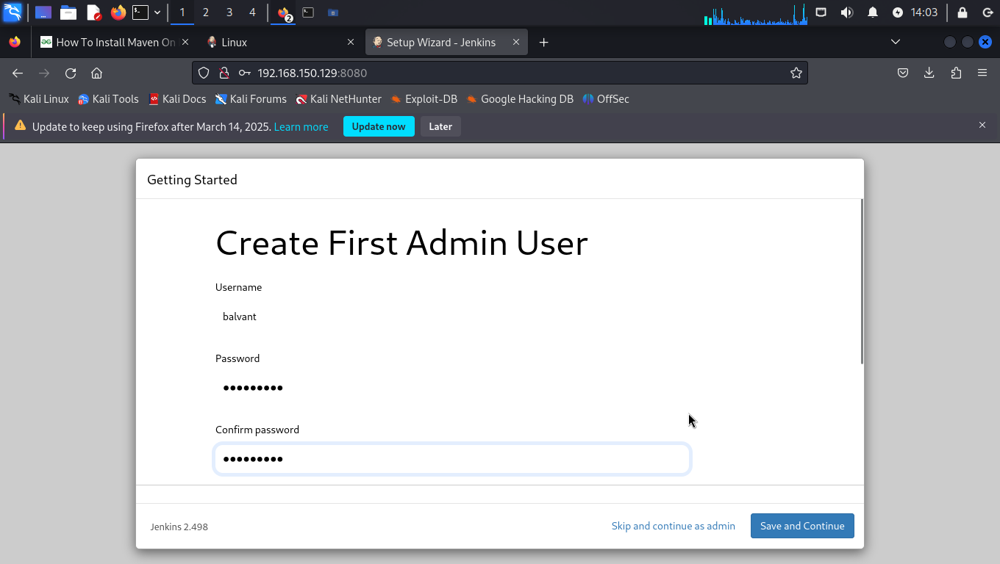 1 2 3 4 2 14:03
How To Install Maven On Linux Setup Wizard - Jenkins
192.168.150.129:8080
Kali Linux Kali Tools Kali Docs Kali Forums Kali NetHunter Exploit-DB Google Hacking DB OffSec
Update to keep using Firefox after March 14, 2025. Learn more Update now Later
Getting Started
Create First Admin User
Username
balvant
Password
•••••••••
Confirm password
•••••••••
Jenkins 2.498 Skip and continue as admin Save and Continue